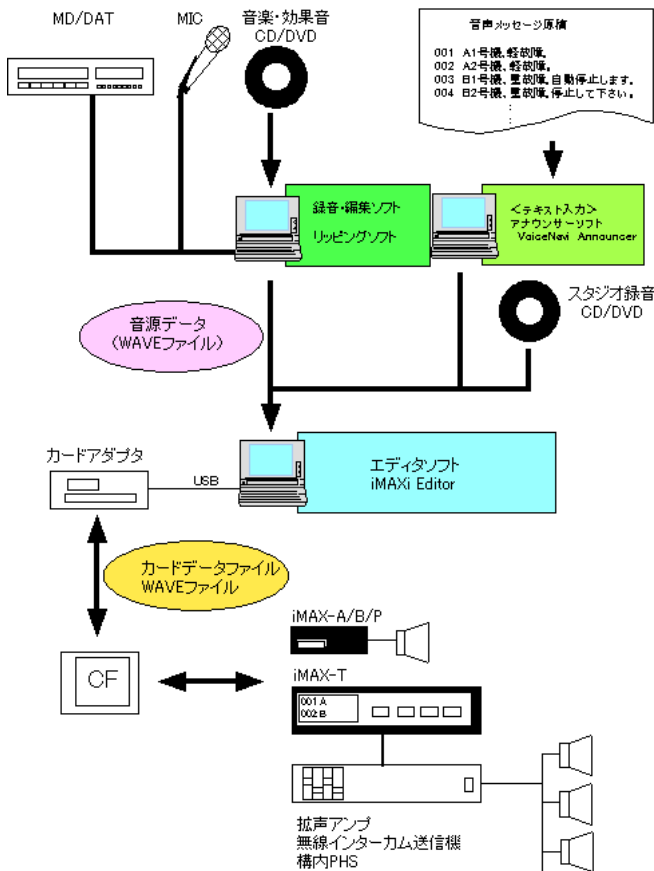 MD/DAT
MIC
音楽・効果音
CD/DVD
音声メッセージ原稿
001 A1号機、軽故障。
002 A2号機、軽故障。
003 B1号機、重故障。自動停止します。
004 B2号機、重故障。停止して下さい。
録音・編集ソフト
リッピングソフト
<テキスト入力>
アナウンサーソフト
VoiceNavi Announcer
スタジオ録音
CD/DVD
音源データ
(WAVEファイル)
カードアダプタ
USB
エディタソフト
iMAXi Editor
カードデータファイル
WAVEファイル
CF
iMAX-A/B/P
iMAX-T
001 A
002 B
拡声アンプ
無線インターカム送信機
構内PHS